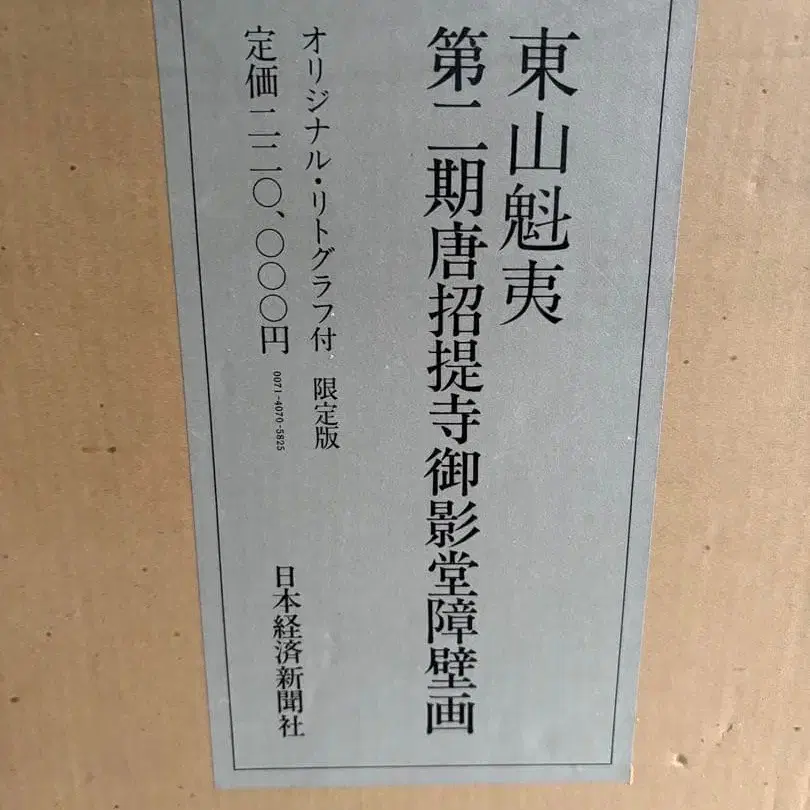 東山魁夷
第二期唐招提寺御影堂障壁画
オリジナル・リトグラフ付　限定版
定価二二〇、〇〇〇円
0071-4070-5825
日本経済新聞社